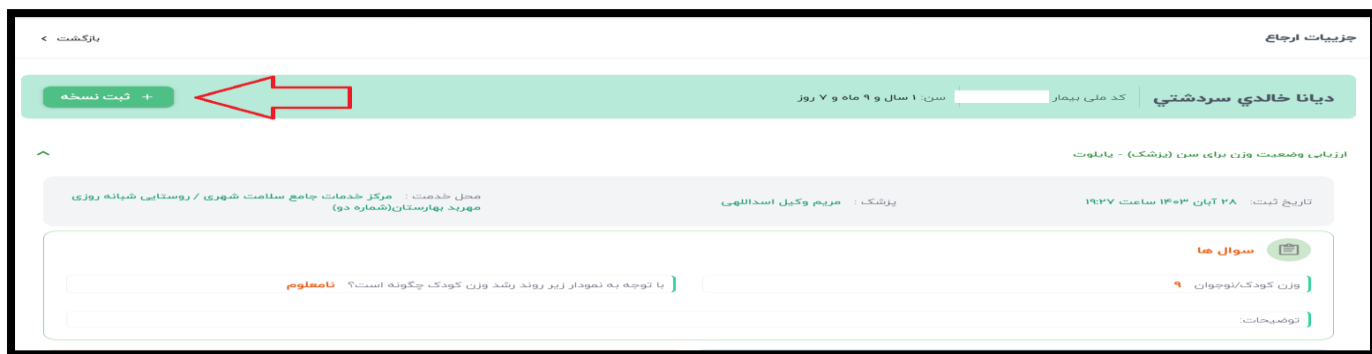 جزییات ارجاع
بازگشت >
دیانا خالدي سردشتي | کد ملی بیمار | سن: ۱ سال و ۹ ماه و ۷ روز
+ ثبت نسخه
ارزیابی وضعیت وزن برای سن (پزشک) - پایلوت
تاریخ ثبت: ۲۸ آبان ۱۴۰۳ ساعت ۱۹:۲۷
پزشک : مریم وکیل اسداللهی
محل خدمت : مرکز خدمات جامع سلامت شهری / روستایی شبانه روزی
مهربد بهارستان(شماره دو)
سوال ها
وزن کودک/نوجوان ۹
با توجه به نمودار زیر روند رشد وزن کودک چگونه است؟ نامعلوم
توضیحات: